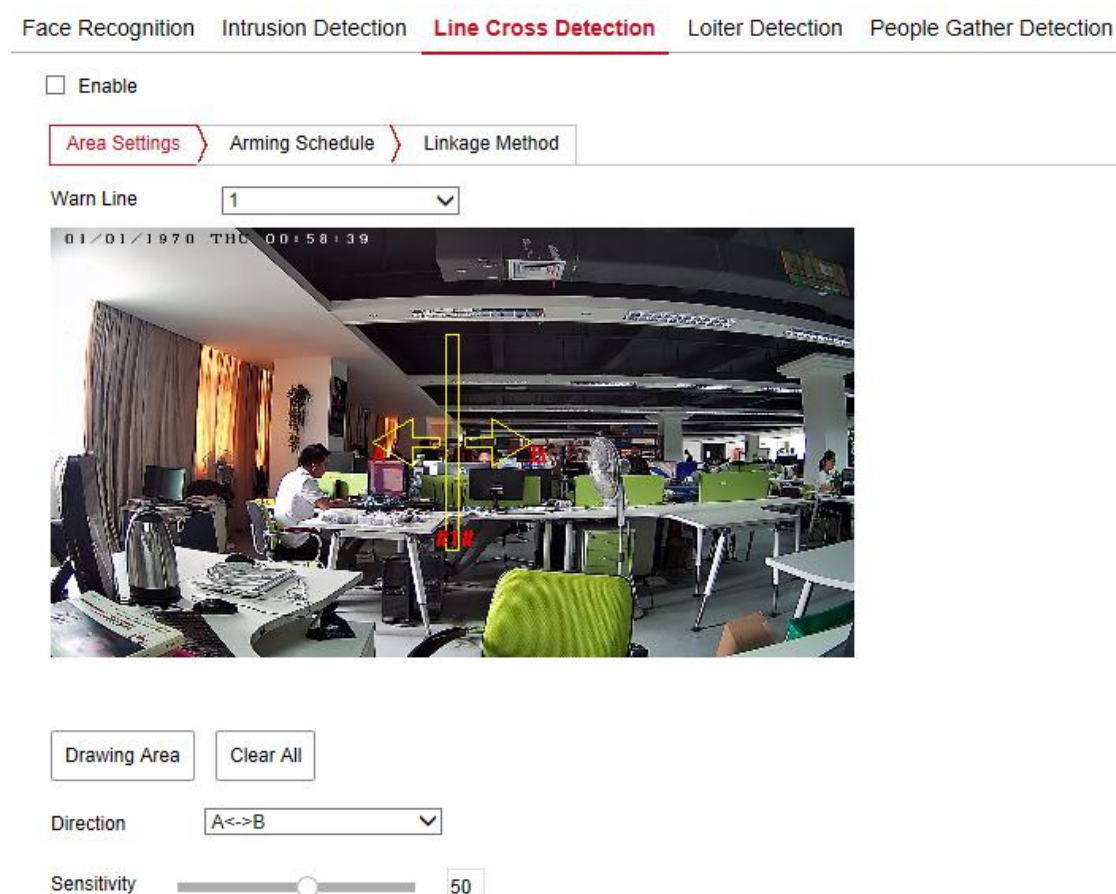 Face Recognition Intrusion Detection Line Cross Detection Loiter Detection People Gather Detection
Enable
Area Settings Arming Schedule Linkage Method
Warn Line 1
01/01/1970 THU 00:58:39
A B
#1#
Drawing Area Clear All
Direction A<->B
Sensitivity 50